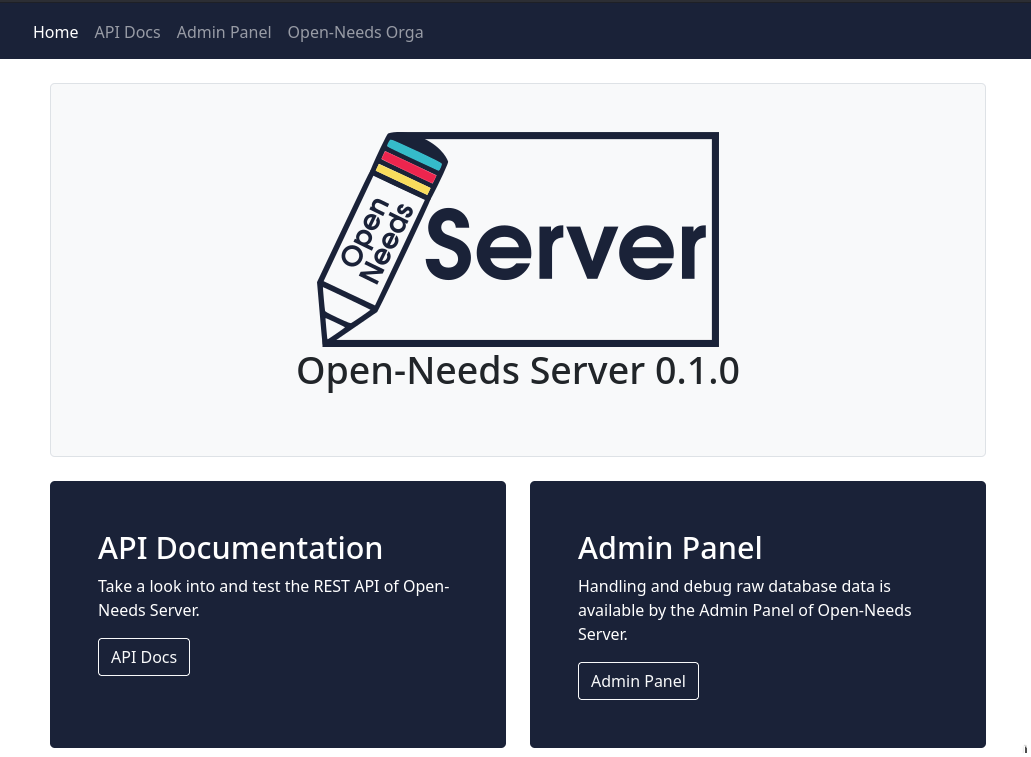 Home API Docs Admin Panel Open-Needs Orga
Open
Needs
Server
Open-Needs Server 0.1.0
API Documentation
Take a look into and test the REST API of Open-
Needs Server.
API Docs
Admin Panel
Handling and debug raw database data is
available by the Admin Panel of Open-Needs
Server.
Admin Panel